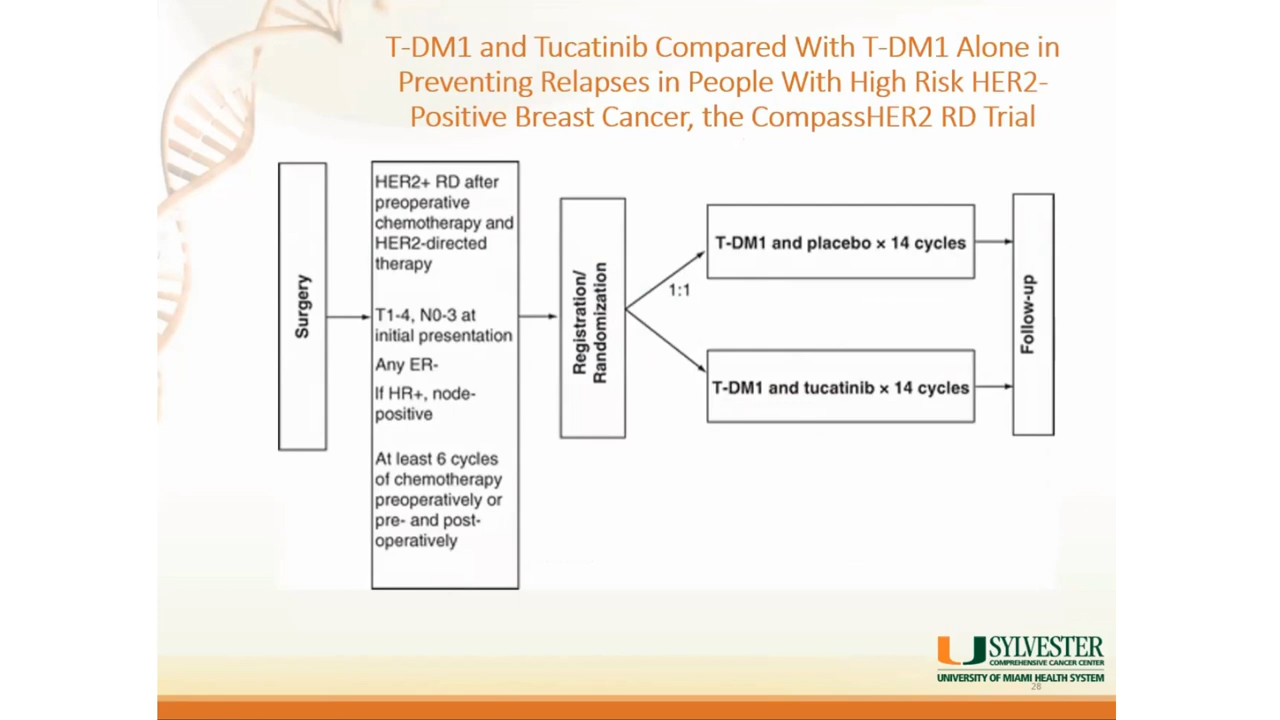 T-DM1 and Tucatinib Compared With T-DM1 Alone in
Preventing Relapses in People With High Risk HER2-
Positive Breast Cancer, the CompassHER2 RD Trial
Surgery
HER2+ RD after
preoperative
chemotherapy and
HER2-directed
therapy
T1-4, N0-3 at
initial presentation
Any ER-
If HR+, node-
positive
At least 6 cycles
of chemotherapy
preoperatively or
pre- and post-
operatively
Registration/
Randomization
1:1
T-DM1 and placebo × 14 cycles
T-DM1 and tucatinib × 14 cycles
Follow-up
SYLVESTER
COMPREHENSIVE CANCER CENTER
UNIVERSITY OF MIAMI HEALTH SYSTEM
28